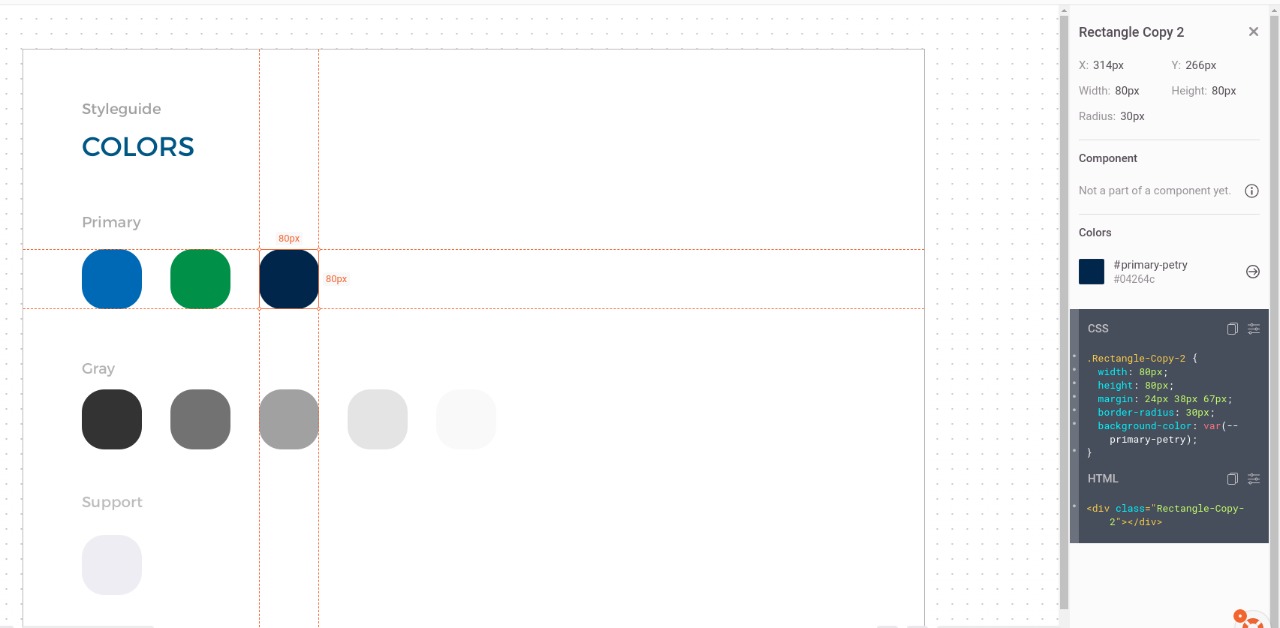 Styleguide
COLORS
Primary
80px
80px
Gray
Support
Rectangle Copy 2
X: 314px Y: 266px
Width: 80px Height: 80px
Radius: 30px
Component
Not a part of a component yet.
Colors
#primary-petry
#04264c
CSS
.Rectangle-Copy-2 {
width: 80px;
height: 80px;
margin: 24px 38px 67px;
border-radius: 30px;
background-color: var(--
primary-petry);
}
HTML
<div class="Rectangle-Copy-
2"></div>